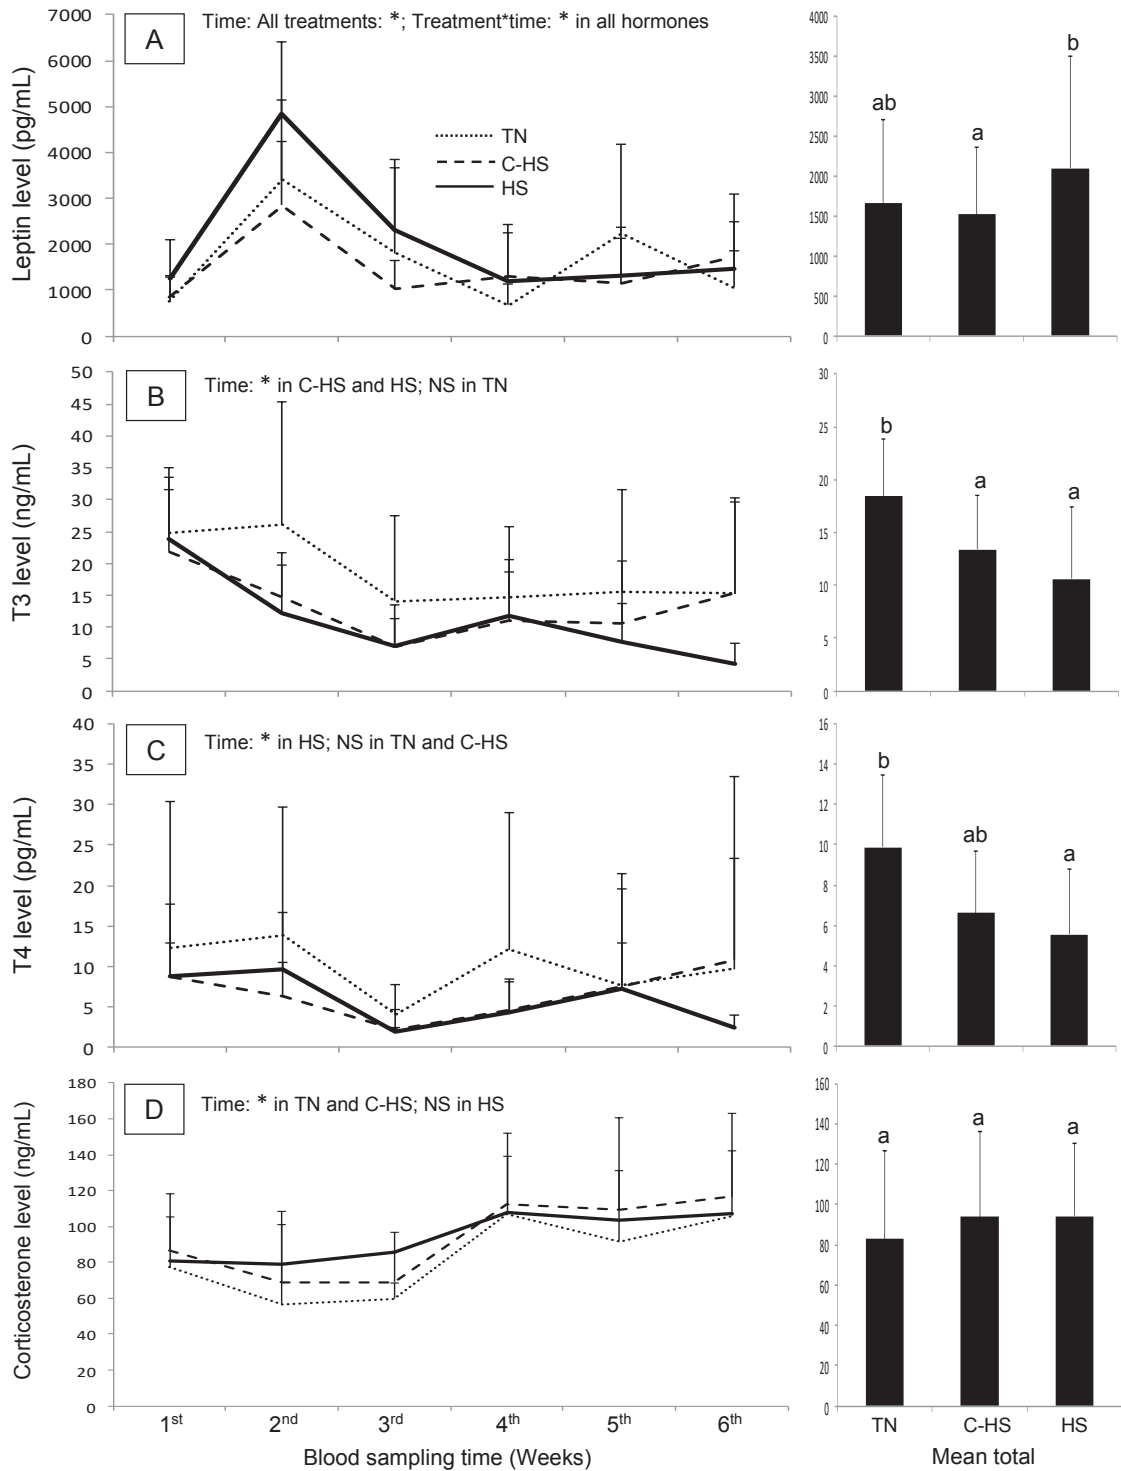 A
Time: All treatments: *; Treatment*time: * in all hormones
Leptin level (pg/mL)
7000
6000
5000
4000
3000
2000
1000
0
TN
C-HS
HS
4000
3500
3000
2500
2000
1500
1000
500
0
ab
a
b
B
Time: * in C-HS and HS; NS in TN
T3 level (ng/mL)
50
45
40
35
30
25
20
15
10
5
0
30
25
20
15
10
5
0
b
a
a
C
Time: * in HS; NS in TN and C-HS
T4 level (pg/mL)
40
35
30
25
20
15
10
5
0
16
14
12
10
8
6
4
2
0
b
ab
a
D
Time: * in TN and C-HS; NS in HS
Corticosterone level (ng/mL)
180
160
140
120
100
80
60
40
20
0
1st 2nd 3rd 4th 5th 6th
Blood sampling time (Weeks)
160
140
120
100
80
60
40
20
0
a
a
a
TN C-HS HS
Mean total